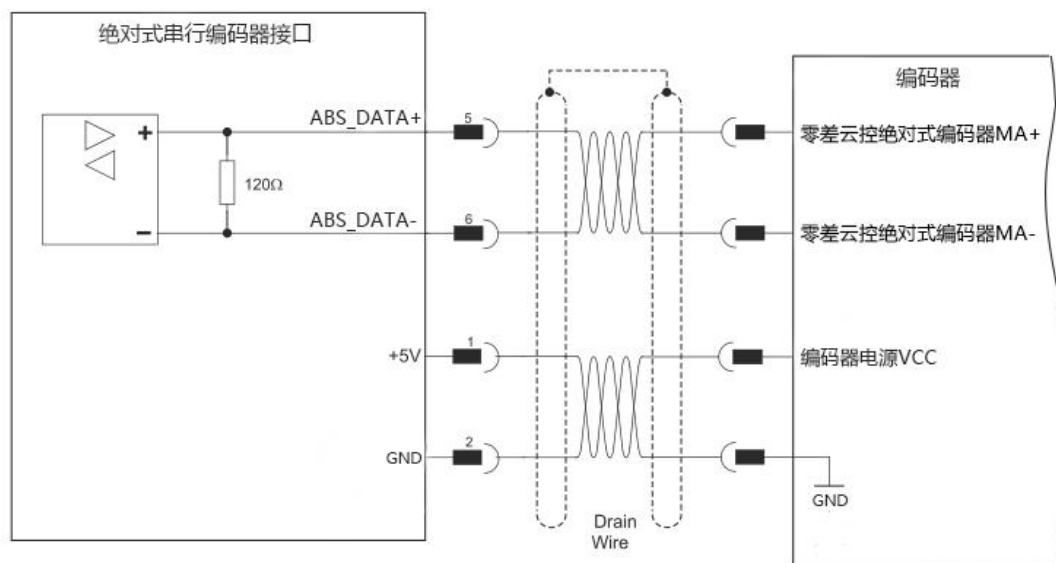 绝对式串行编码器接口
编码器
+
ABS_DATA+
5
零差云控绝对式编码器MA+
120Ω
−
ABS_DATA-
6
零差云控绝对式编码器MA-
+5V
1
编码器电源VCC
GND
2
GND
Drain
Wire